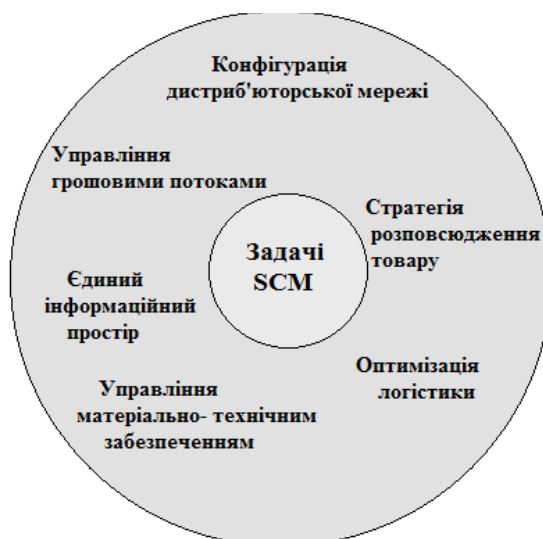 Конфігурація
дистриб'юторської мережі
Управління
грошовими потоками
Стратегія
розповсюдження
товару
Задачі
SCM
Єдиний
інформаційний
простір
Оптимізація
логістики
Управління
матеріально- технічним
забезпеченням